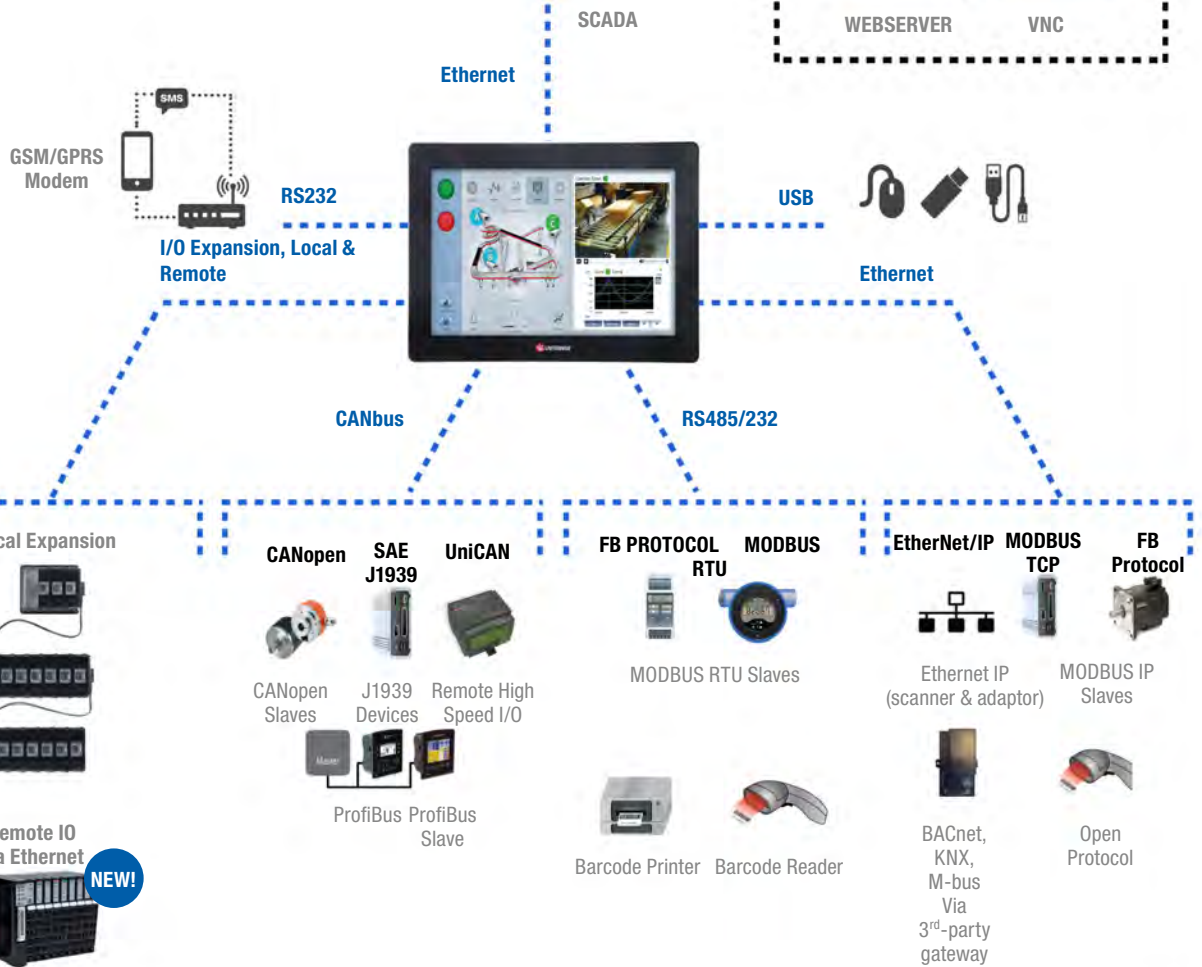 SCADA
WEBSERVER
VNC
Ethernet
SMS
GSM/GPRS
Modem
RS232
USB
I/O Expansion, Local &
Remote
Ethernet
CANbus
RS485/232
cal Expansion
CANopen
SAE
J1939
UniCAN
FB PROTOCOL
MODBUS
RTU
EtherNet/IP
MODBUS
TCP
FB
Protocol
CANopen
Slaves
J1939
Devices
Remote High
Speed I/O
MODBUS RTU Slaves
Ethernet IP
(scanner & adaptor)
MODBUS IP
Slaves
Master
ProfiBus
ProfiBus
Slave
Barcode Printer
Barcode Reader
BACnet,
KNX,
M-bus
Via
3rd-party
gateway
Open
Protocol
emote IO
a Ethernet
NEW!